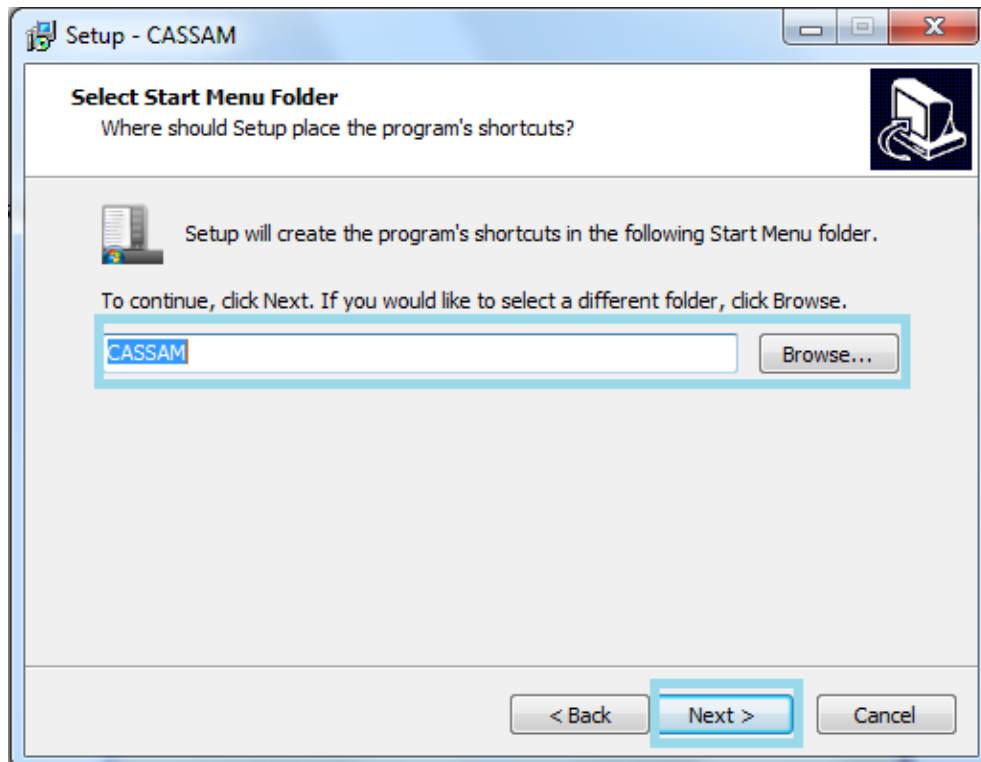 Setup - CASSAM
Select Start Menu Folder
Where should Setup place the program's shortcuts?
Setup will create the program's shortcuts in the following Start Menu folder.
To continue, click Next. If you would like to select a different folder, click Browse.
CASSAM
Browse...
< Back Next > Cancel